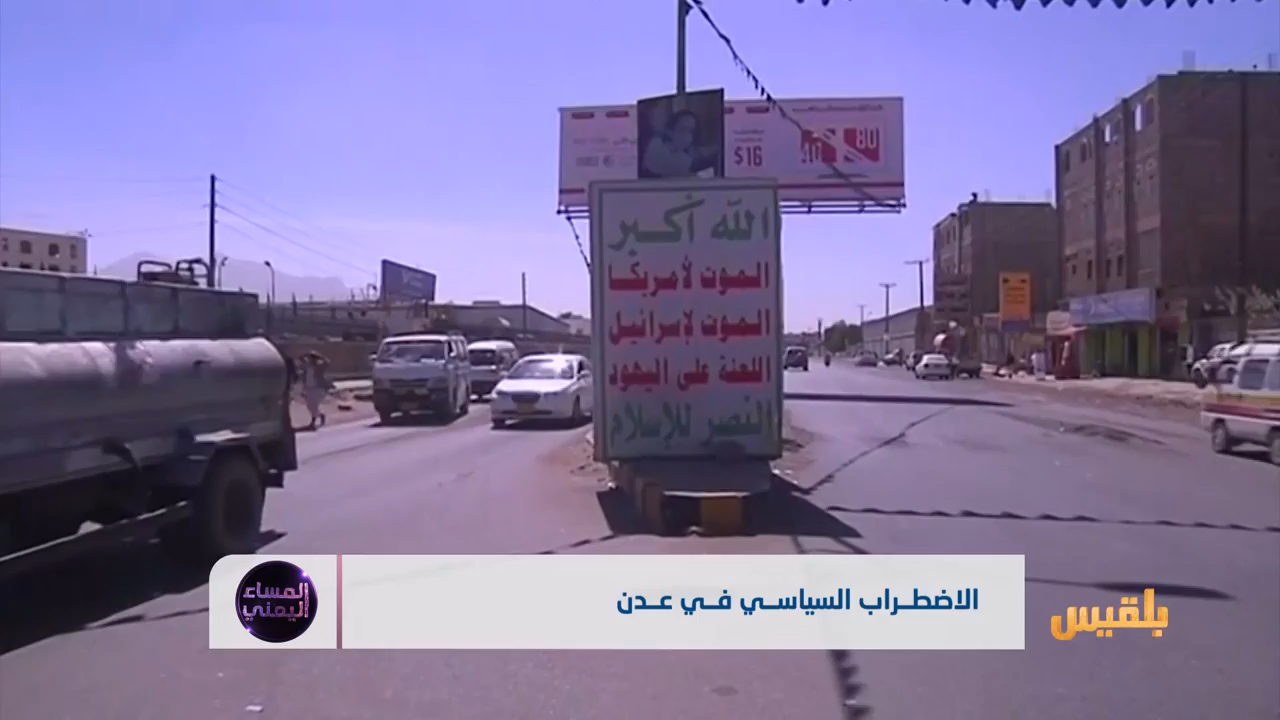 $16
80
الله أكبر
الموت لأمريكا
الموت لإسرائيل
اللعنة على اليهود
النصر للإسلام
المساء
اليمني
الاضطراب السياسي في عدن
بلقيس